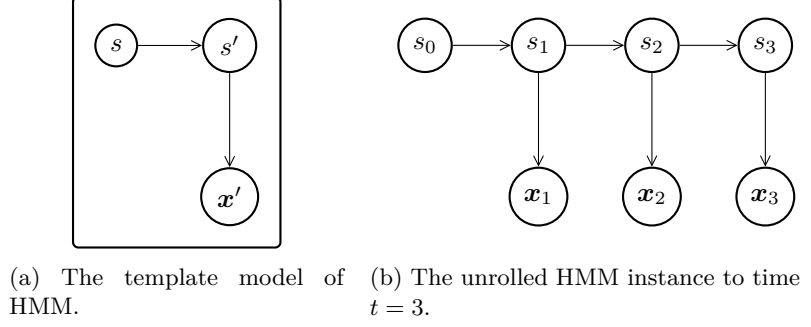 s s′ x′
s₀ s₁ s₂ s₃
x₁ x₂ x₃
(a) The template model of
HMM.
(b) The unrolled HMM instance to time
t = 3.